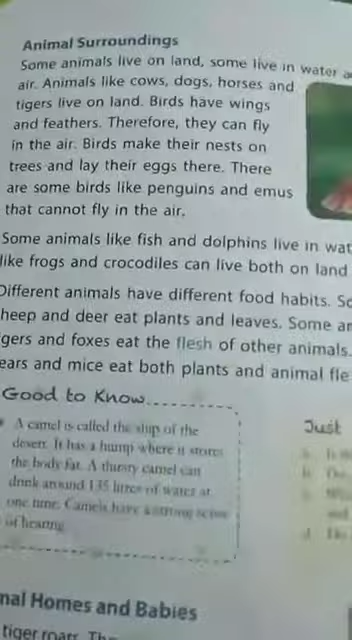 Animal Surroundings
Some animals live on land, some live in water a
air. Animals like cows, dogs, horses and
tigers live on land. Birds have wings
and feathers. Therefore, they can fly
in the air. Birds make their nests on
trees and lay their eggs there. There
are some birds like penguins and emus
that cannot fly in the air.
Some animals like fish and dolphins live in wat
like frogs and crocodiles can live both on land
Different animals have different food habits. So
heep and deer eat plants and leaves. Some an
gers and foxes eat the flesh of other animals.
ears and mice eat both plants and animal fle
Good to Know
A camel is called the ship of the
desert. It has a hump where it stores
the body fat. A thirsty camel can
drink around 135 litres of water at
one time. Camels have a strong sense
of hearing.
Just
nal Homes and Babies
tiger roars. The